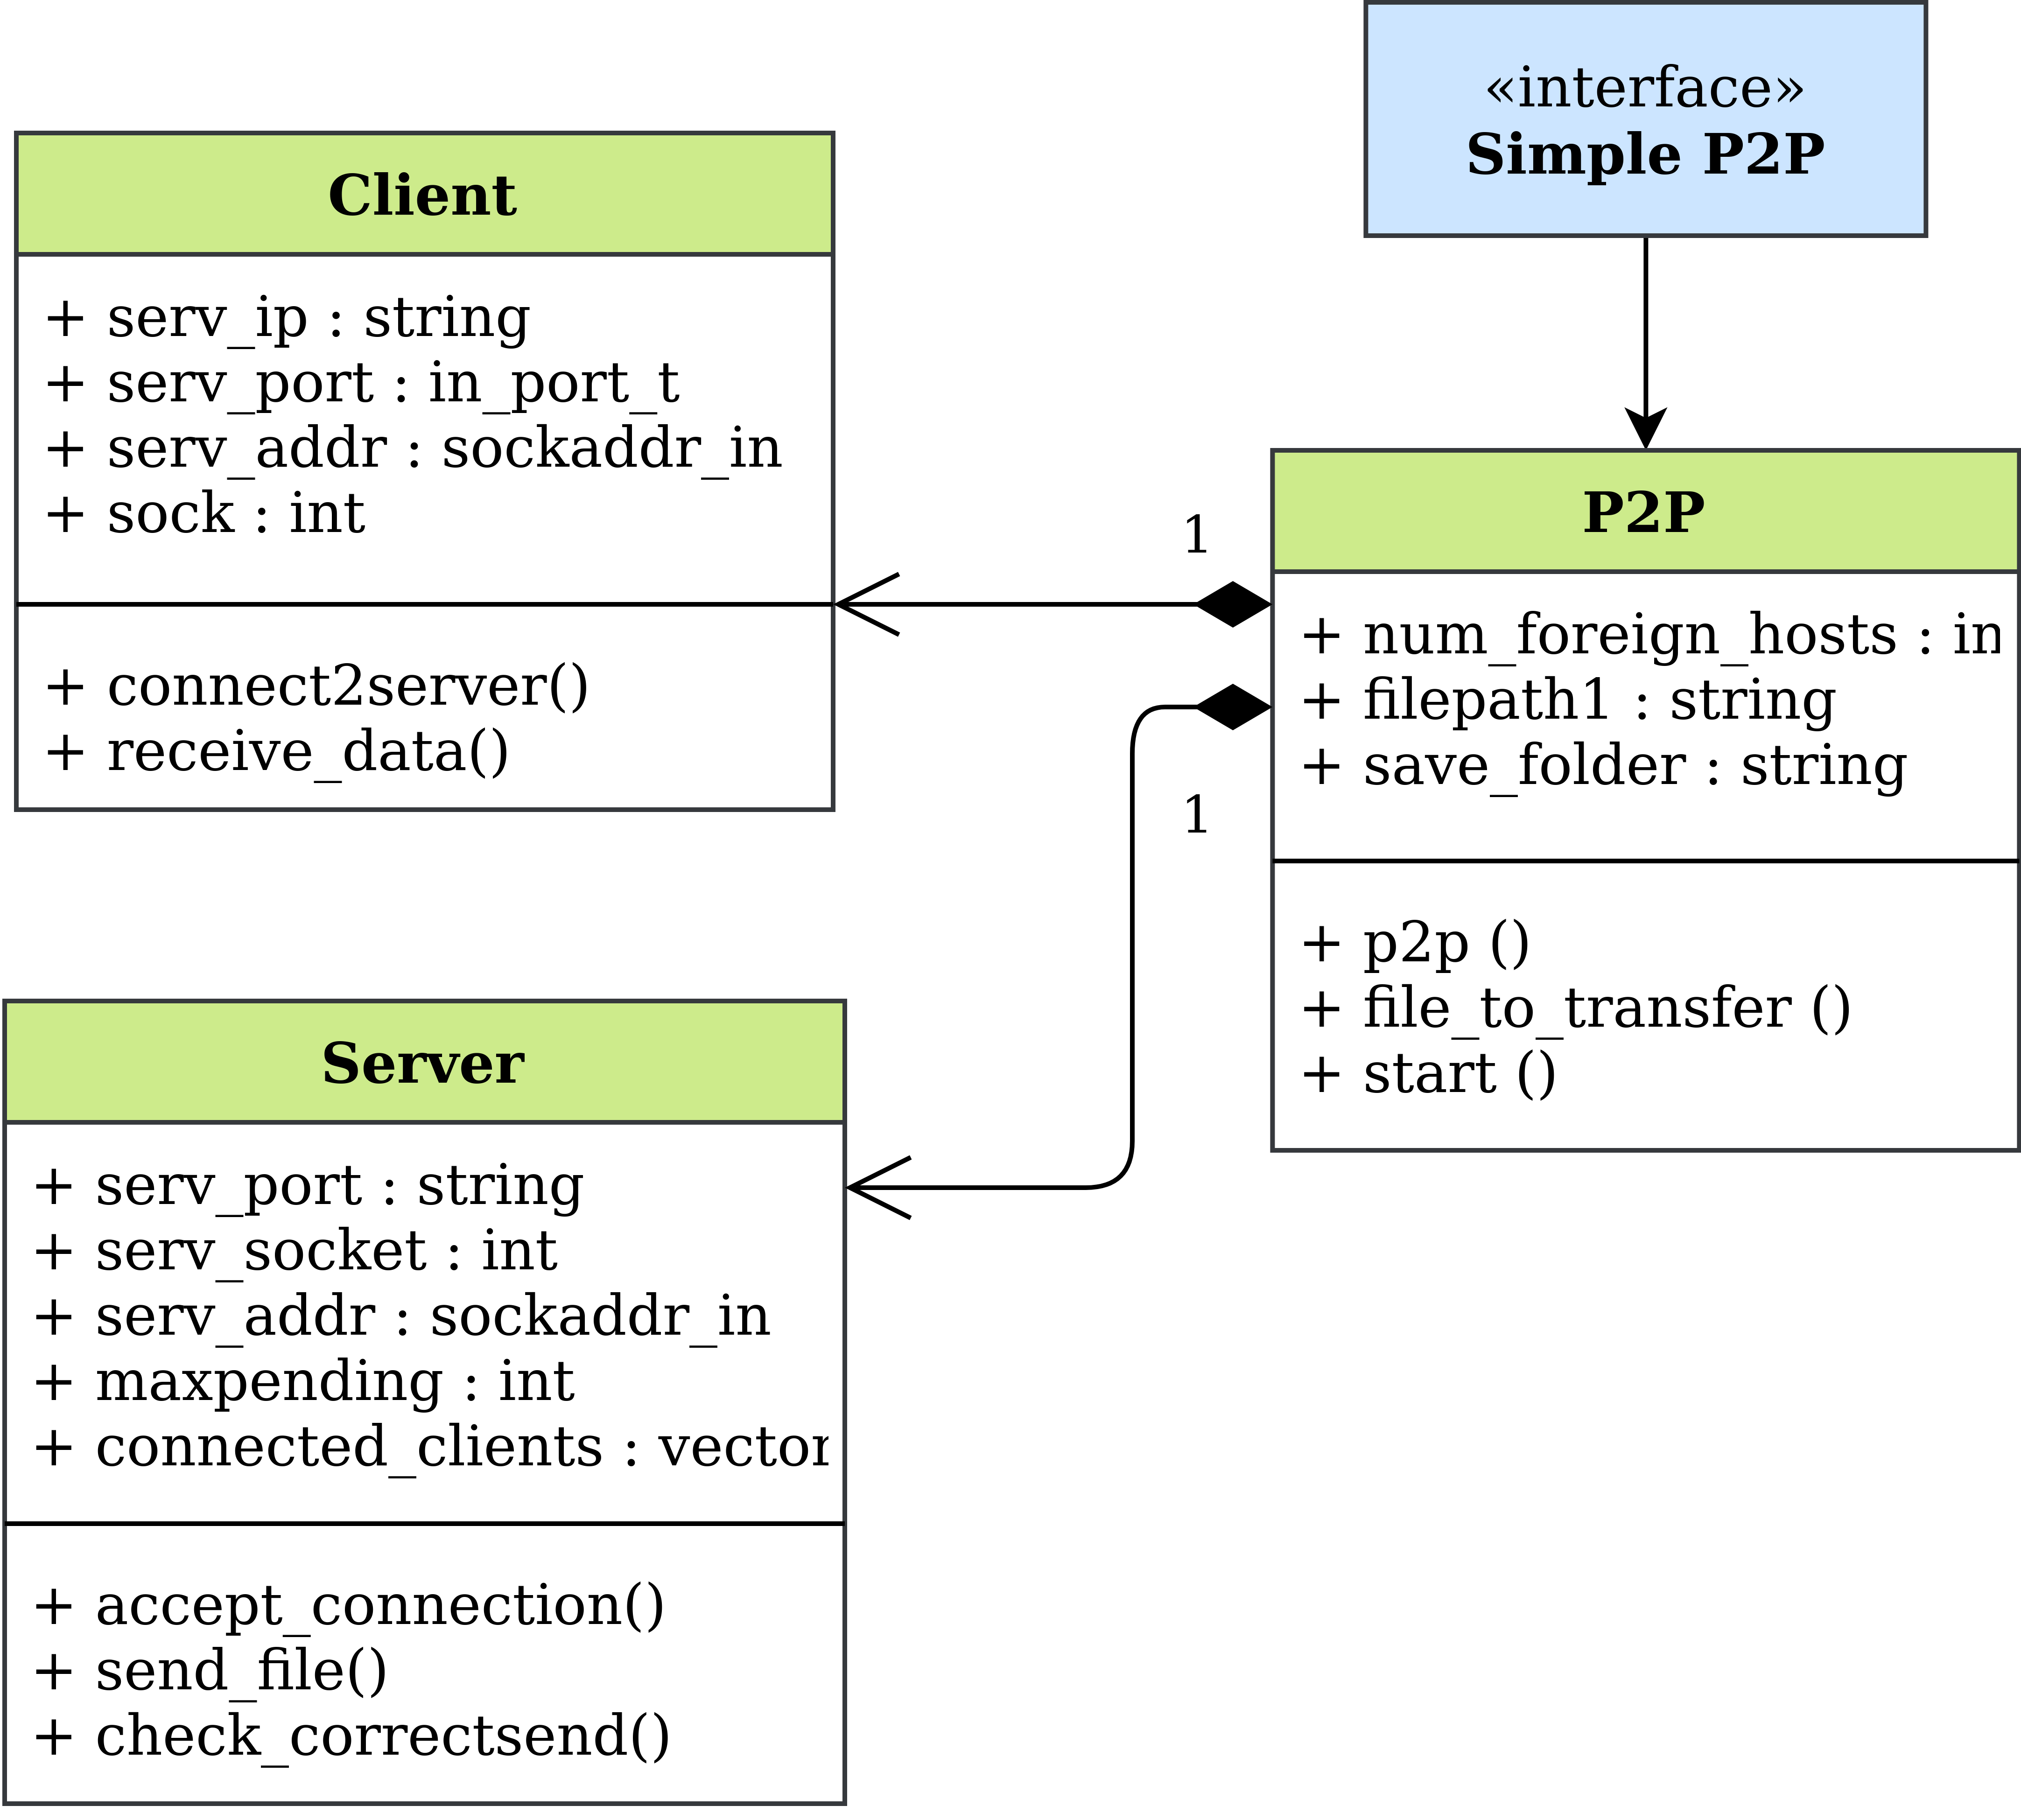 «interface»
Simple P2P
Client
+ serv_ip : string
+ serv_port : in_port_t
+ serv_addr : sockaddr_in
+ sock : int
+ connect2server()
+ receive_data()
1
1
P2P
+ num_foreign_hosts : in
+ filepath1 : string
+ save_folder : string
+ p2p ()
+ file_to_transfer ()
+ start ()
Server
+ serv_port : string
+ serv_socket : int
+ serv_addr : sockaddr_in
+ maxpending : int
+ connected_clients : vector
+ accept_connection()
+ send_file()
+ check_correctsend()